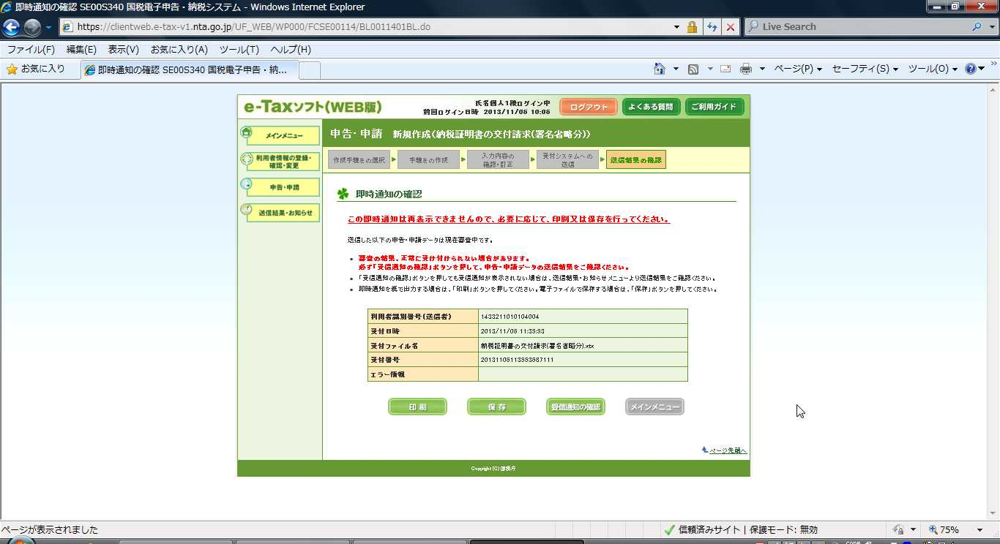 即時通知の確認 SE00S340 国税電子申告・納税システム - Windows Internet Explorer
https://clientweb.e-tax-v1.nta.go.jp/UF_WEB/WP000/FCSE00114/BL0011401BL.do
Live Search
ファイル(F) 編集(E) 表示(V) お気に入り(A) ツール(T) ヘルプ(H)
お気に入り
即時通知の確認 SE00S340 国税電子申告・納...
ページ(P) セーフティ(S) ツール(O)
e-Taxソフト(WEB版)
氏名個人1様ログイン中
前回ログイン日時 2013/11/05 10:05
ログアウト
よくある質問
ご利用ガイド
メインメニュー
利用者情報の登録・
確認・変更
申告・申請
送信結果・お知らせ
申告・申請 新規作成(納税証明書の交付請求(署名省略分))
作成手続きの選択
手続きの作成
入力内容の
確認・訂正
受付システムへの
送信
送信結果の確認
即時通知の確認
この即時通知は再表示できませんので、必要に応じて、印刷又は保存を行ってください。
送信した以下の申告・申請データは現在審査中です。
審査の結果、正常に受け付けられない場合があります。
必ず「受信通知の確認」ボタンを押して、申告・申請データの送信結果をご確認ください。
「受信通知の確認」ボタンを押しても受信通知が表示されない場合は、送信結果・お知らせメニューより送信結果をご確認ください。
即時通知を紙で出力する場合は、「印刷」ボタンを押してください。電子ファイルで保存する場合は、「保存」ボタンを押してください。
利用者識別番号(送信者) 1433211010104004
受付日時 2013/11/05 11:35:53
受付ファイル名 納税証明書の交付請求(署名省略分).xtx
受付番号 20131105113553587111
エラー情報
印刷
保存
受信通知の確認
メインメニュー
ページ先頭へ
Copyright (C) 国税庁
ページが表示されました
信頼済みサイト | 保護モード: 無効
75%